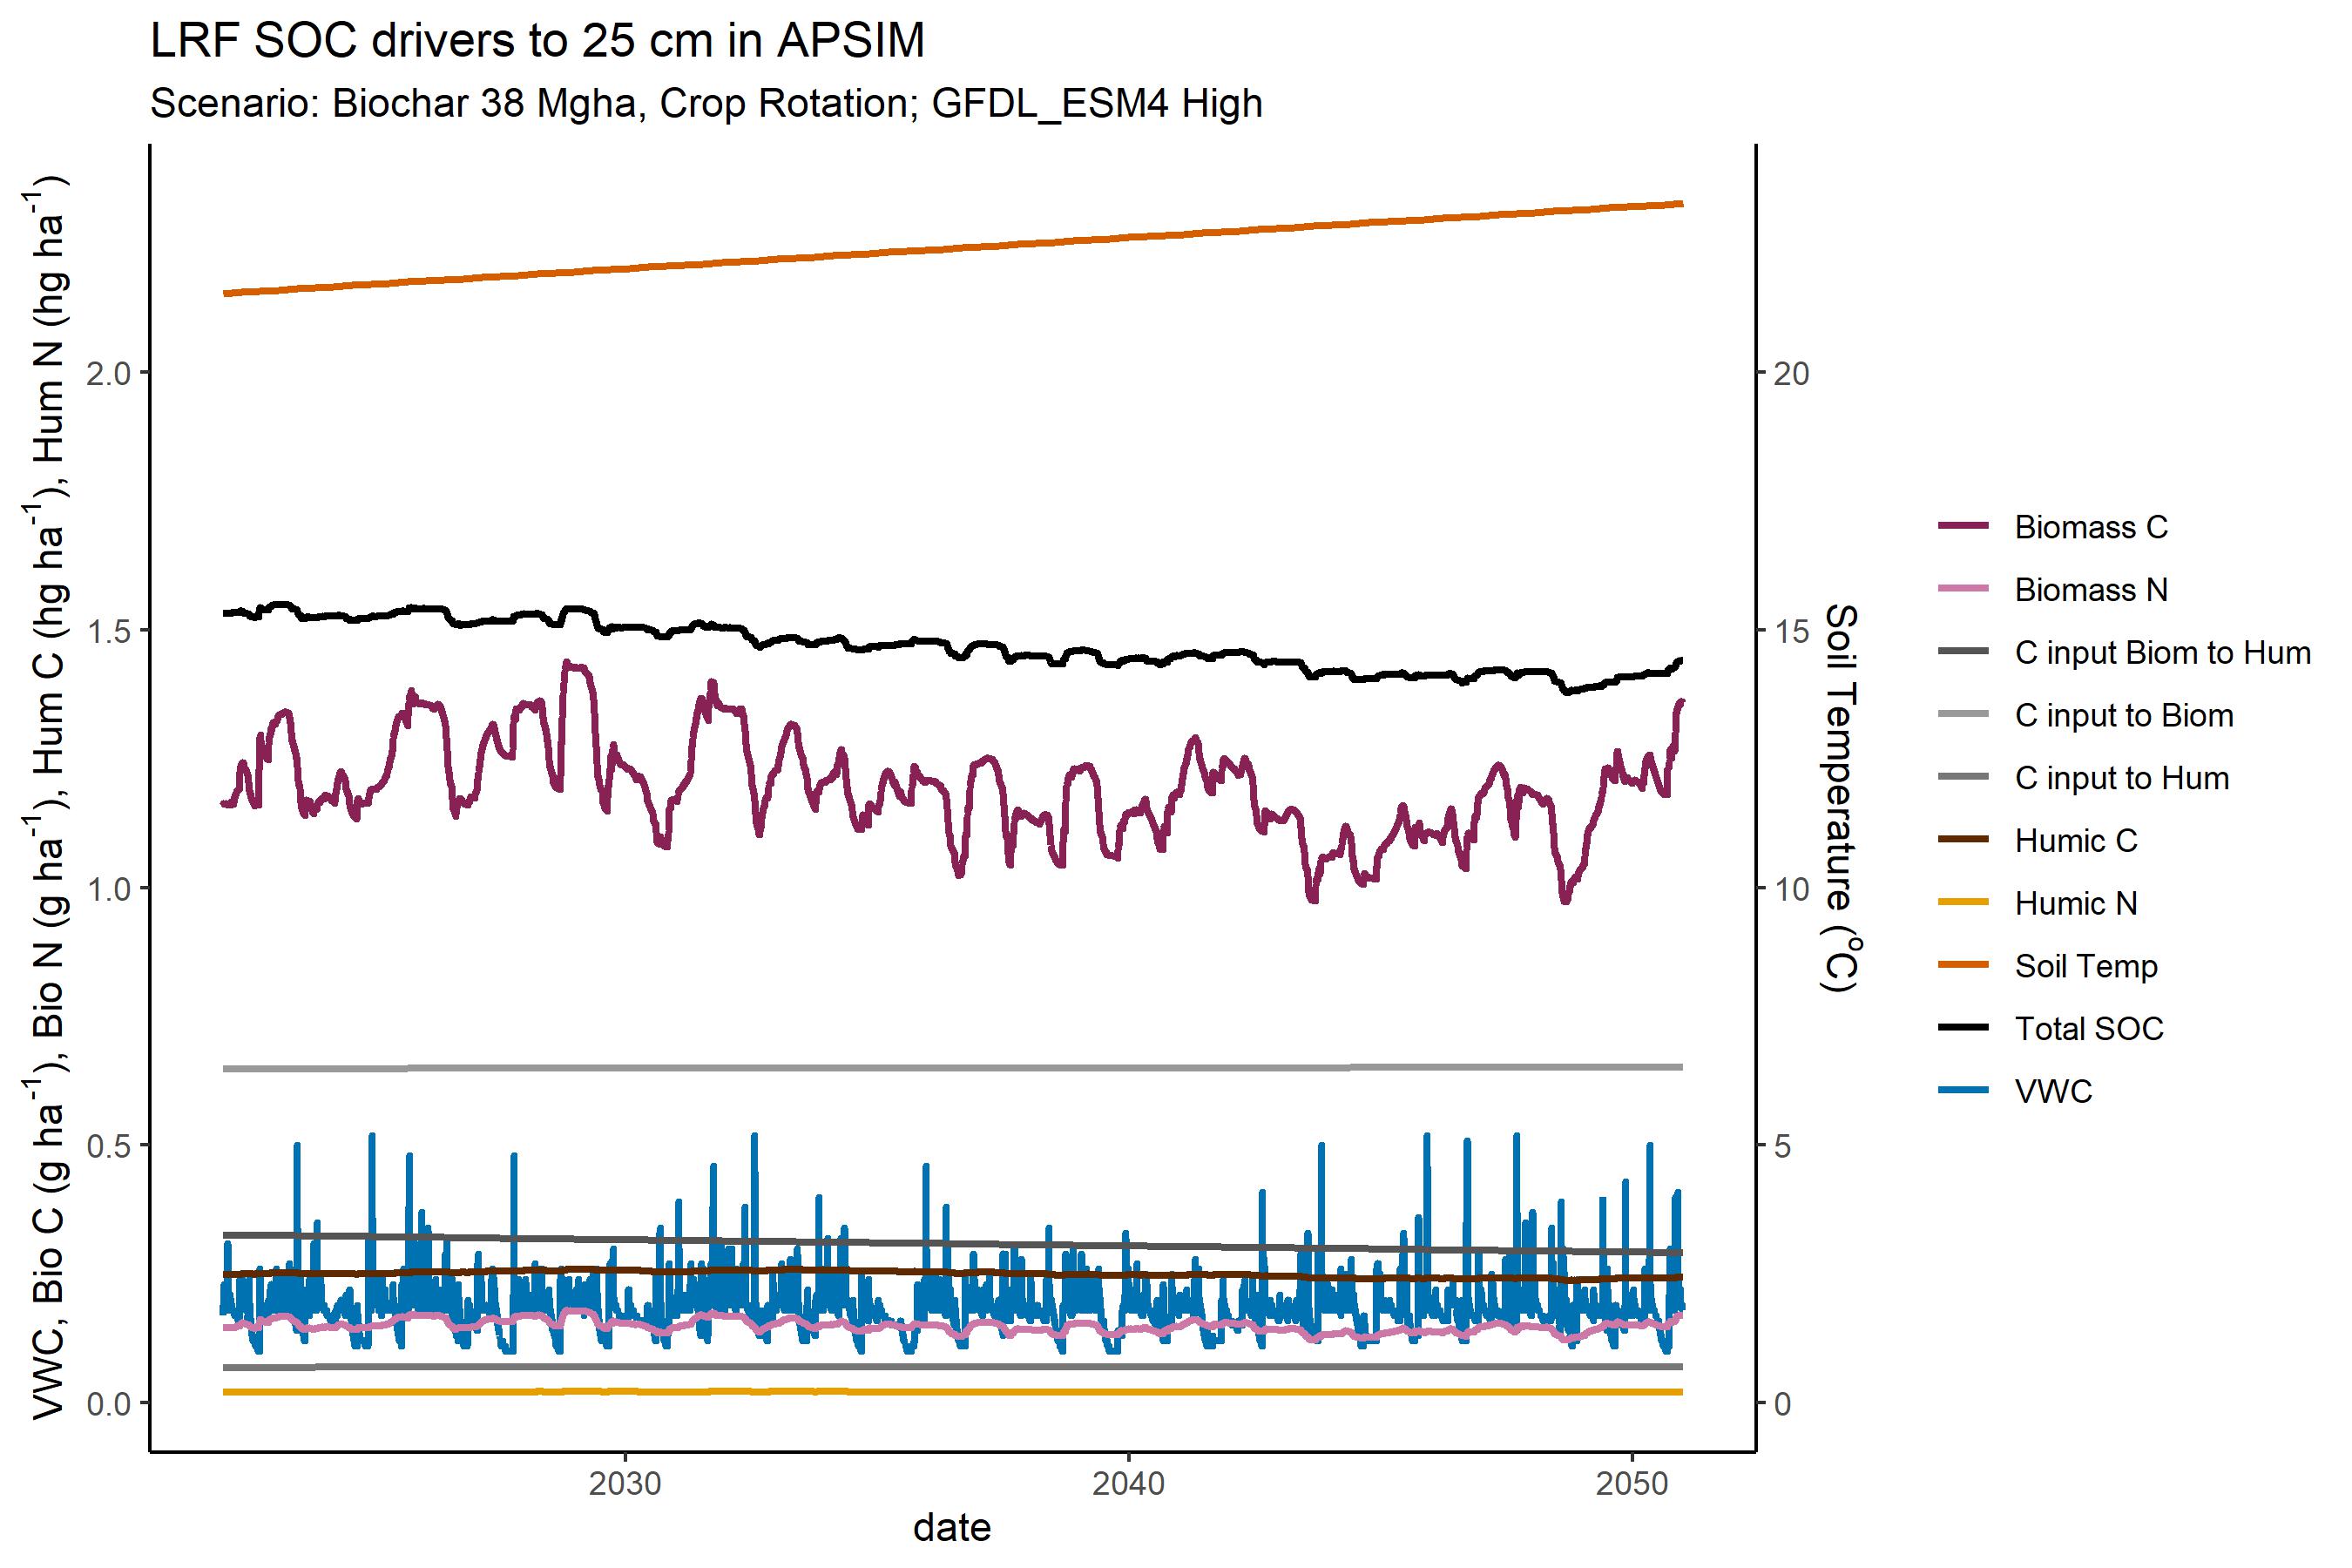 LRF SOC drivers to 25 cm in APSIM
Scenario: Biochar 38 Mgha, Crop Rotation; GFDL_ESM4 High
VWC, Bio C (g ha⁻¹), Bio N (g ha⁻¹), Hum C (hg ha⁻¹), Hum N (hg ha⁻¹)
2.0
1.5
1.0
0.5
0.0
20
15
10
5
0
Soil Temperature (°C)
2030
2040
2050
date
Biomass C
Biomass N
C input Biom to Hum
C input to Biom
C input to Hum
Humic C
Humic N
Soil Temp
Total SOC
VWC